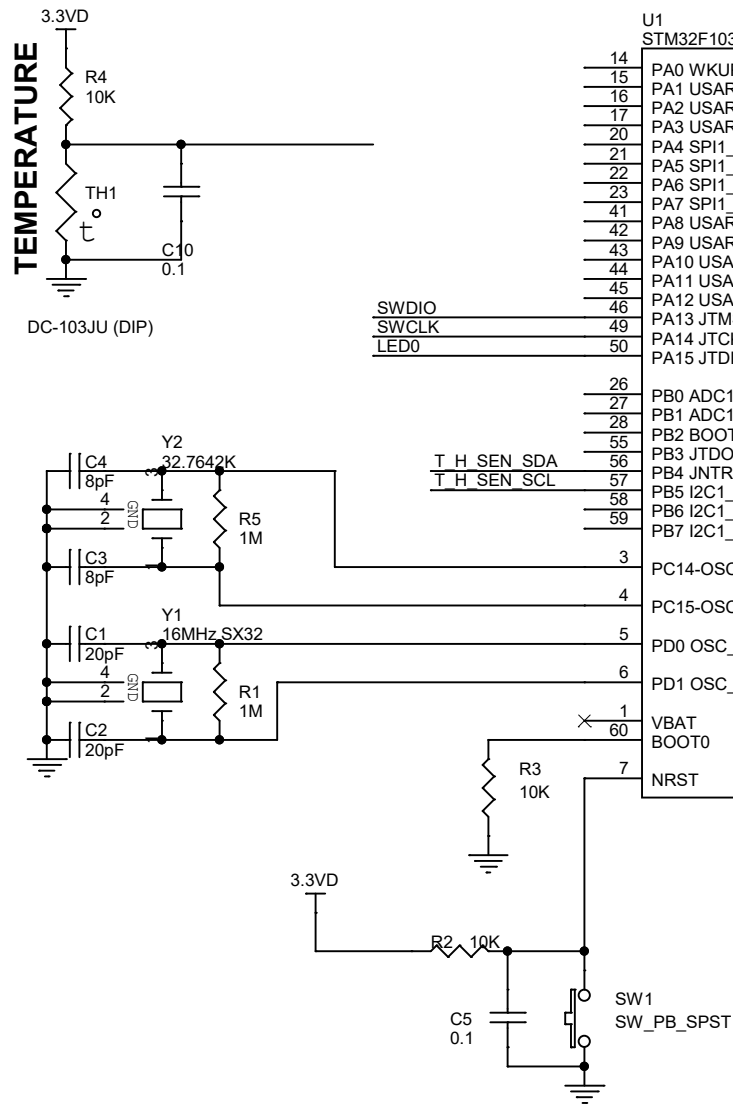 3.3VD
R4
10K
TEMPERATURE
TH1
t
C10
0.1
DC-103JU (DIP)
U1
STM32F103
14 PA0 WKU
15 PA1 USAR
16 PA2 USAR
17 PA3 USAR
20 PA4 SPI1_
21 PA5 SPI1_
22 PA6 SPI1_
23 PA7 SPI1_
41 PA8 USAR
42 PA9 USAR
43 PA10 USA
44 PA11 USA
45 PA12 USA
SWDIO 46 PA13 JTM
SWCLK 49 PA14 JTC
LED0 50 PA15 JTD
26 PB0 ADC1
27 PB1 ADC1
28 PB2 BOOT
55 PB3 JTDO
T_H_SEN_SDA 56 PB4 JNTR
T_H_SEN_SCL 57 PB5 I2C1_
58 PB6 I2C1_
59 PB7 I2C1_
3 PC14-OSC
4 PC15-OSC
5 PD0 OSC_
6 PD1 OSC_
1 VBAT
60 BOOT0
7 NRST
Y2
32.7642K
C4
8pF
3
4
2
GND
R5
1M
C3
8pF
1
Y1
16MHz SX32
C1
20pF
3
4
2
GND
R1
1M
C2
20pF
1
R3
10K
3.3VD
R2 10K
C5
0.1
SW1
SW_PB_SPST